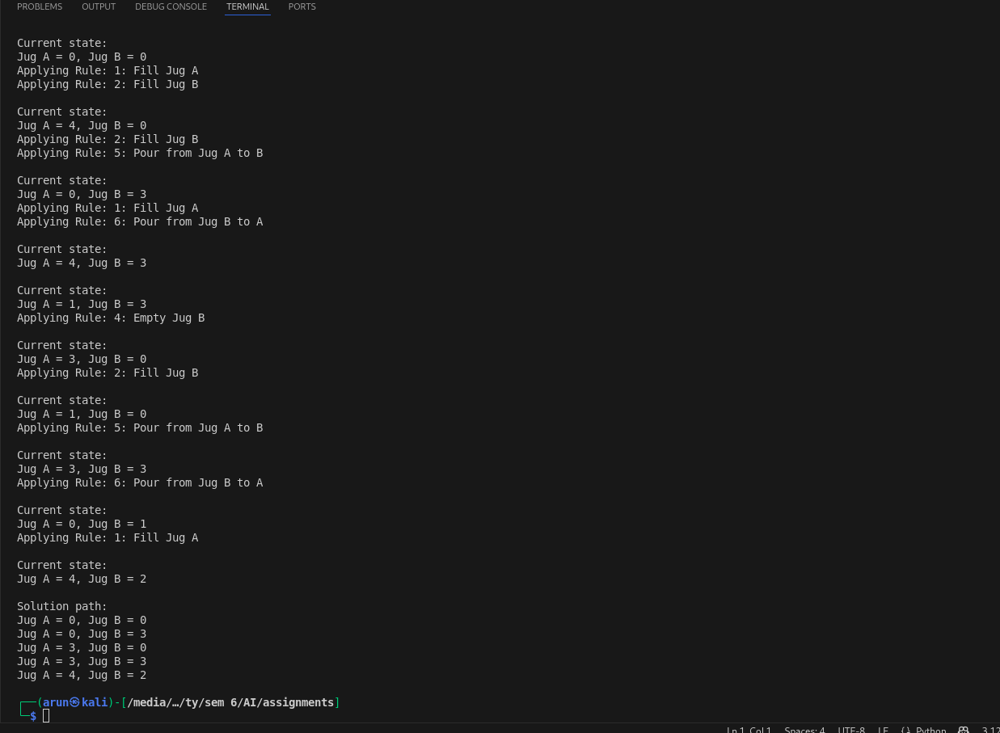 PROBLEMS OUTPUT DEBUG CONSOLE TERMINAL PORTS
Current state:
Jug A = 0, Jug B = 0
Applying Rule: 1: Fill Jug A
Applying Rule: 2: Fill Jug B
Current state:
Jug A = 4, Jug B = 0
Applying Rule: 2: Fill Jug B
Applying Rule: 5: Pour from Jug A to B
Current state:
Jug A = 0, Jug B = 3
Applying Rule: 1: Fill Jug A
Applying Rule: 6: Pour from Jug B to A
Current state:
Jug A = 4, Jug B = 3
Current state:
Jug A = 1, Jug B = 3
Applying Rule: 4: Empty Jug B
Current state:
Jug A = 3, Jug B = 0
Applying Rule: 2: Fill Jug B
Current state:
Jug A = 1, Jug B = 0
Applying Rule: 5: Pour from Jug A to B
Current state:
Jug A = 3, Jug B = 3
Applying Rule: 6: Pour from Jug B to A
Current state:
Jug A = 0, Jug B = 1
Applying Rule: 1: Fill Jug A
Current state:
Jug A = 4, Jug B = 2
Solution path:
Jug A = 0, Jug B = 0
Jug A = 0, Jug B = 3
Jug A = 3, Jug B = 0
Jug A = 3, Jug B = 3
Jug A = 4, Jug B = 2
┌──(arun㉿kali)-[/media/…/ty/sem 6/AI/assignments]
└─$
Ln 1, Col 1 Spaces: 4 UTF-8 LF {} Python 3.12